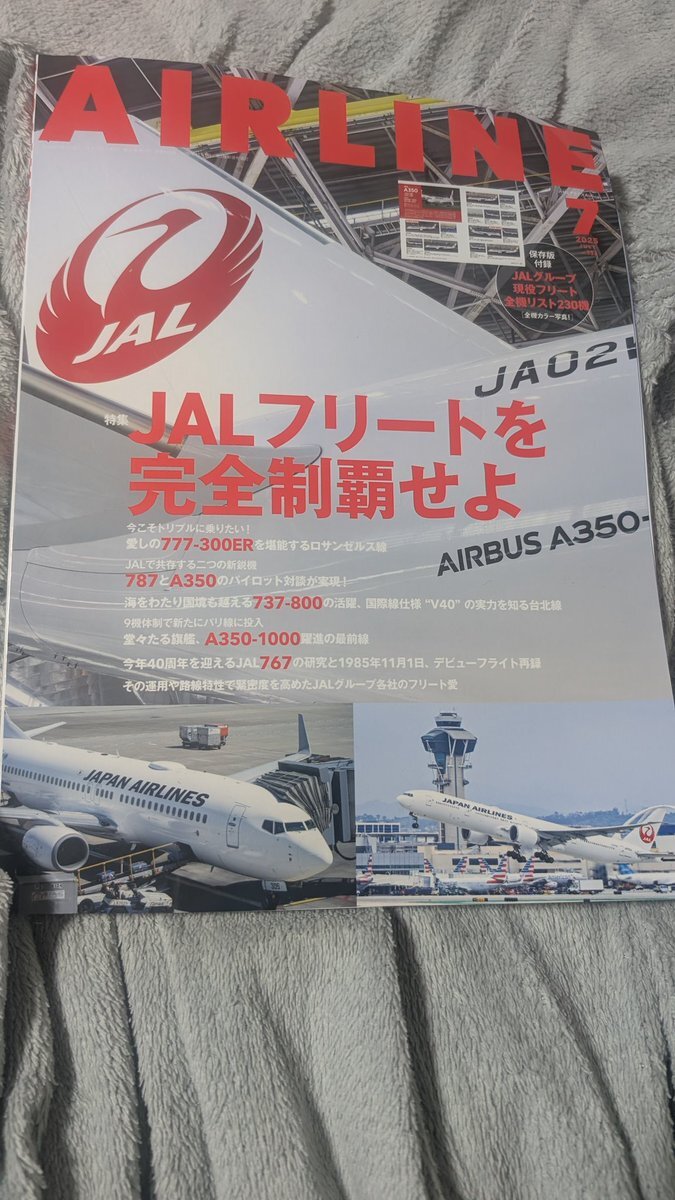 AIRLINE
7
2025
JULY
A350
保存版
付録
JALグループ
現役フリート
全機リスト230機
[全機カラー写真!]
JAL
JA02
特集
JALフリートを
完全制覇せよ
AIRBUS A350-
今こそトリプルに乗りたい!
愛しの777-300ERを堪能するロサンゼルス線
JALで共存する二つの新鋭機
787とA350のパイロット対談が実現!
海をわたり国境も越える737-800の活躍、国際線仕様“V40”の実力を知る台北線
9機体制で新たにパリ線に投入
堂々たる旗艦、A350-1000躍進の最前線
今年40周年を迎えるJAL767の研究と1985年11月1日、デビューフライト再録
その運用や路線特性で緊密度を高めたJALグループ各社のフリート愛
JAPAN AIRLINES
305
JAPAN AIRLINES